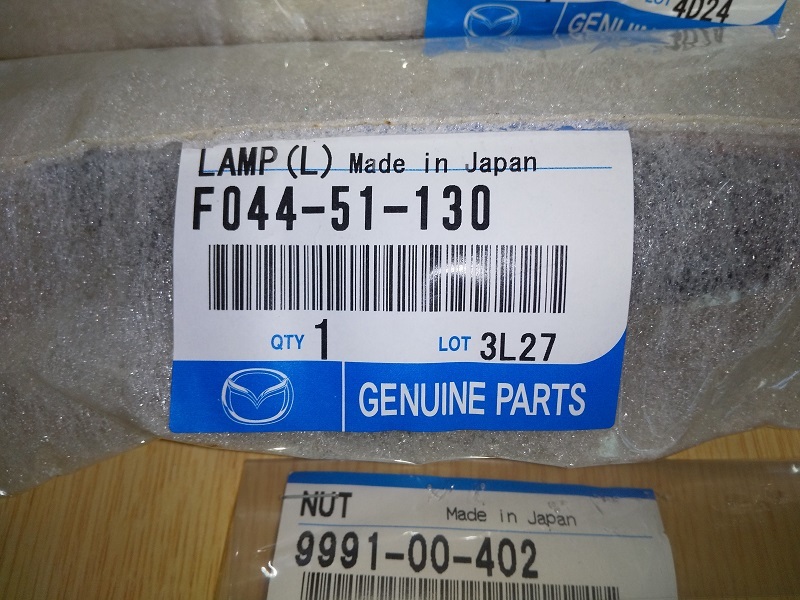 LOT 4D24
GENUINE
LAMP(L) Made in Japan
F044-51-130
QTY 1 LOT 3L27
GENUINE PARTS
NUT Made in Japan
9991-00-402